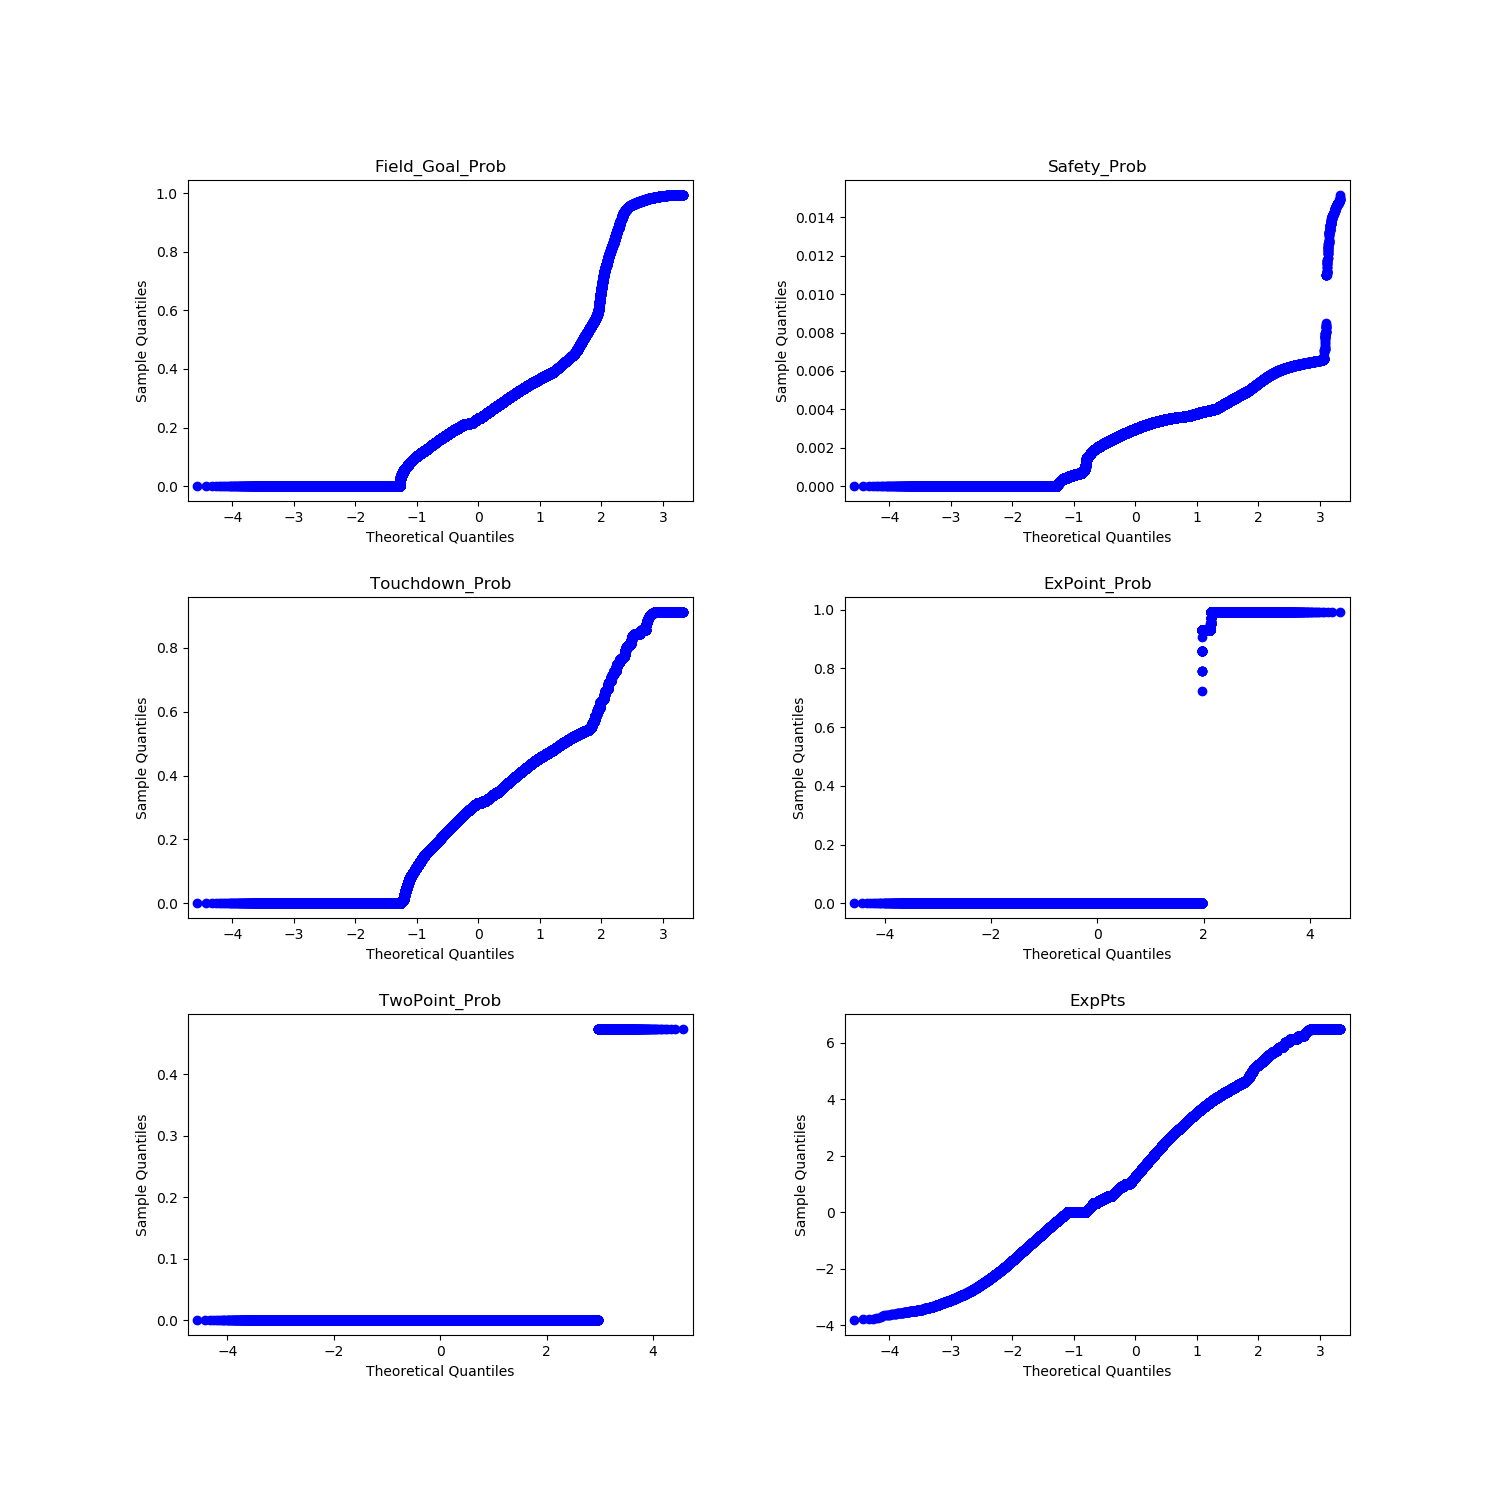 Field_Goal_Prob
Sample Quantiles
1.0
0.8
0.6
0.4
0.2
0.0
−4 −3 −2 −1 0 1 2 3
Theoretical Quantiles
Safety_Prob
Sample Quantiles
0.014
0.012
0.010
0.008
0.006
0.004
0.002
0.000
−4 −3 −2 −1 0 1 2 3
Theoretical Quantiles
Touchdown_Prob
Sample Quantiles
0.8
0.6
0.4
0.2
0.0
−4 −3 −2 −1 0 1 2 3
Theoretical Quantiles
ExPoint_Prob
Sample Quantiles
1.0
0.8
0.6
0.4
0.2
0.0
−4 −2 0 2 4
Theoretical Quantiles
TwoPoint_Prob
Sample Quantiles
0.4
0.3
0.2
0.1
0.0
−4 −2 0 2 4
Theoretical Quantiles
ExpPts
Sample Quantiles
6
4
2
0
−2
−4
−4 −3 −2 −1 0 1 2 3
Theoretical Quantiles